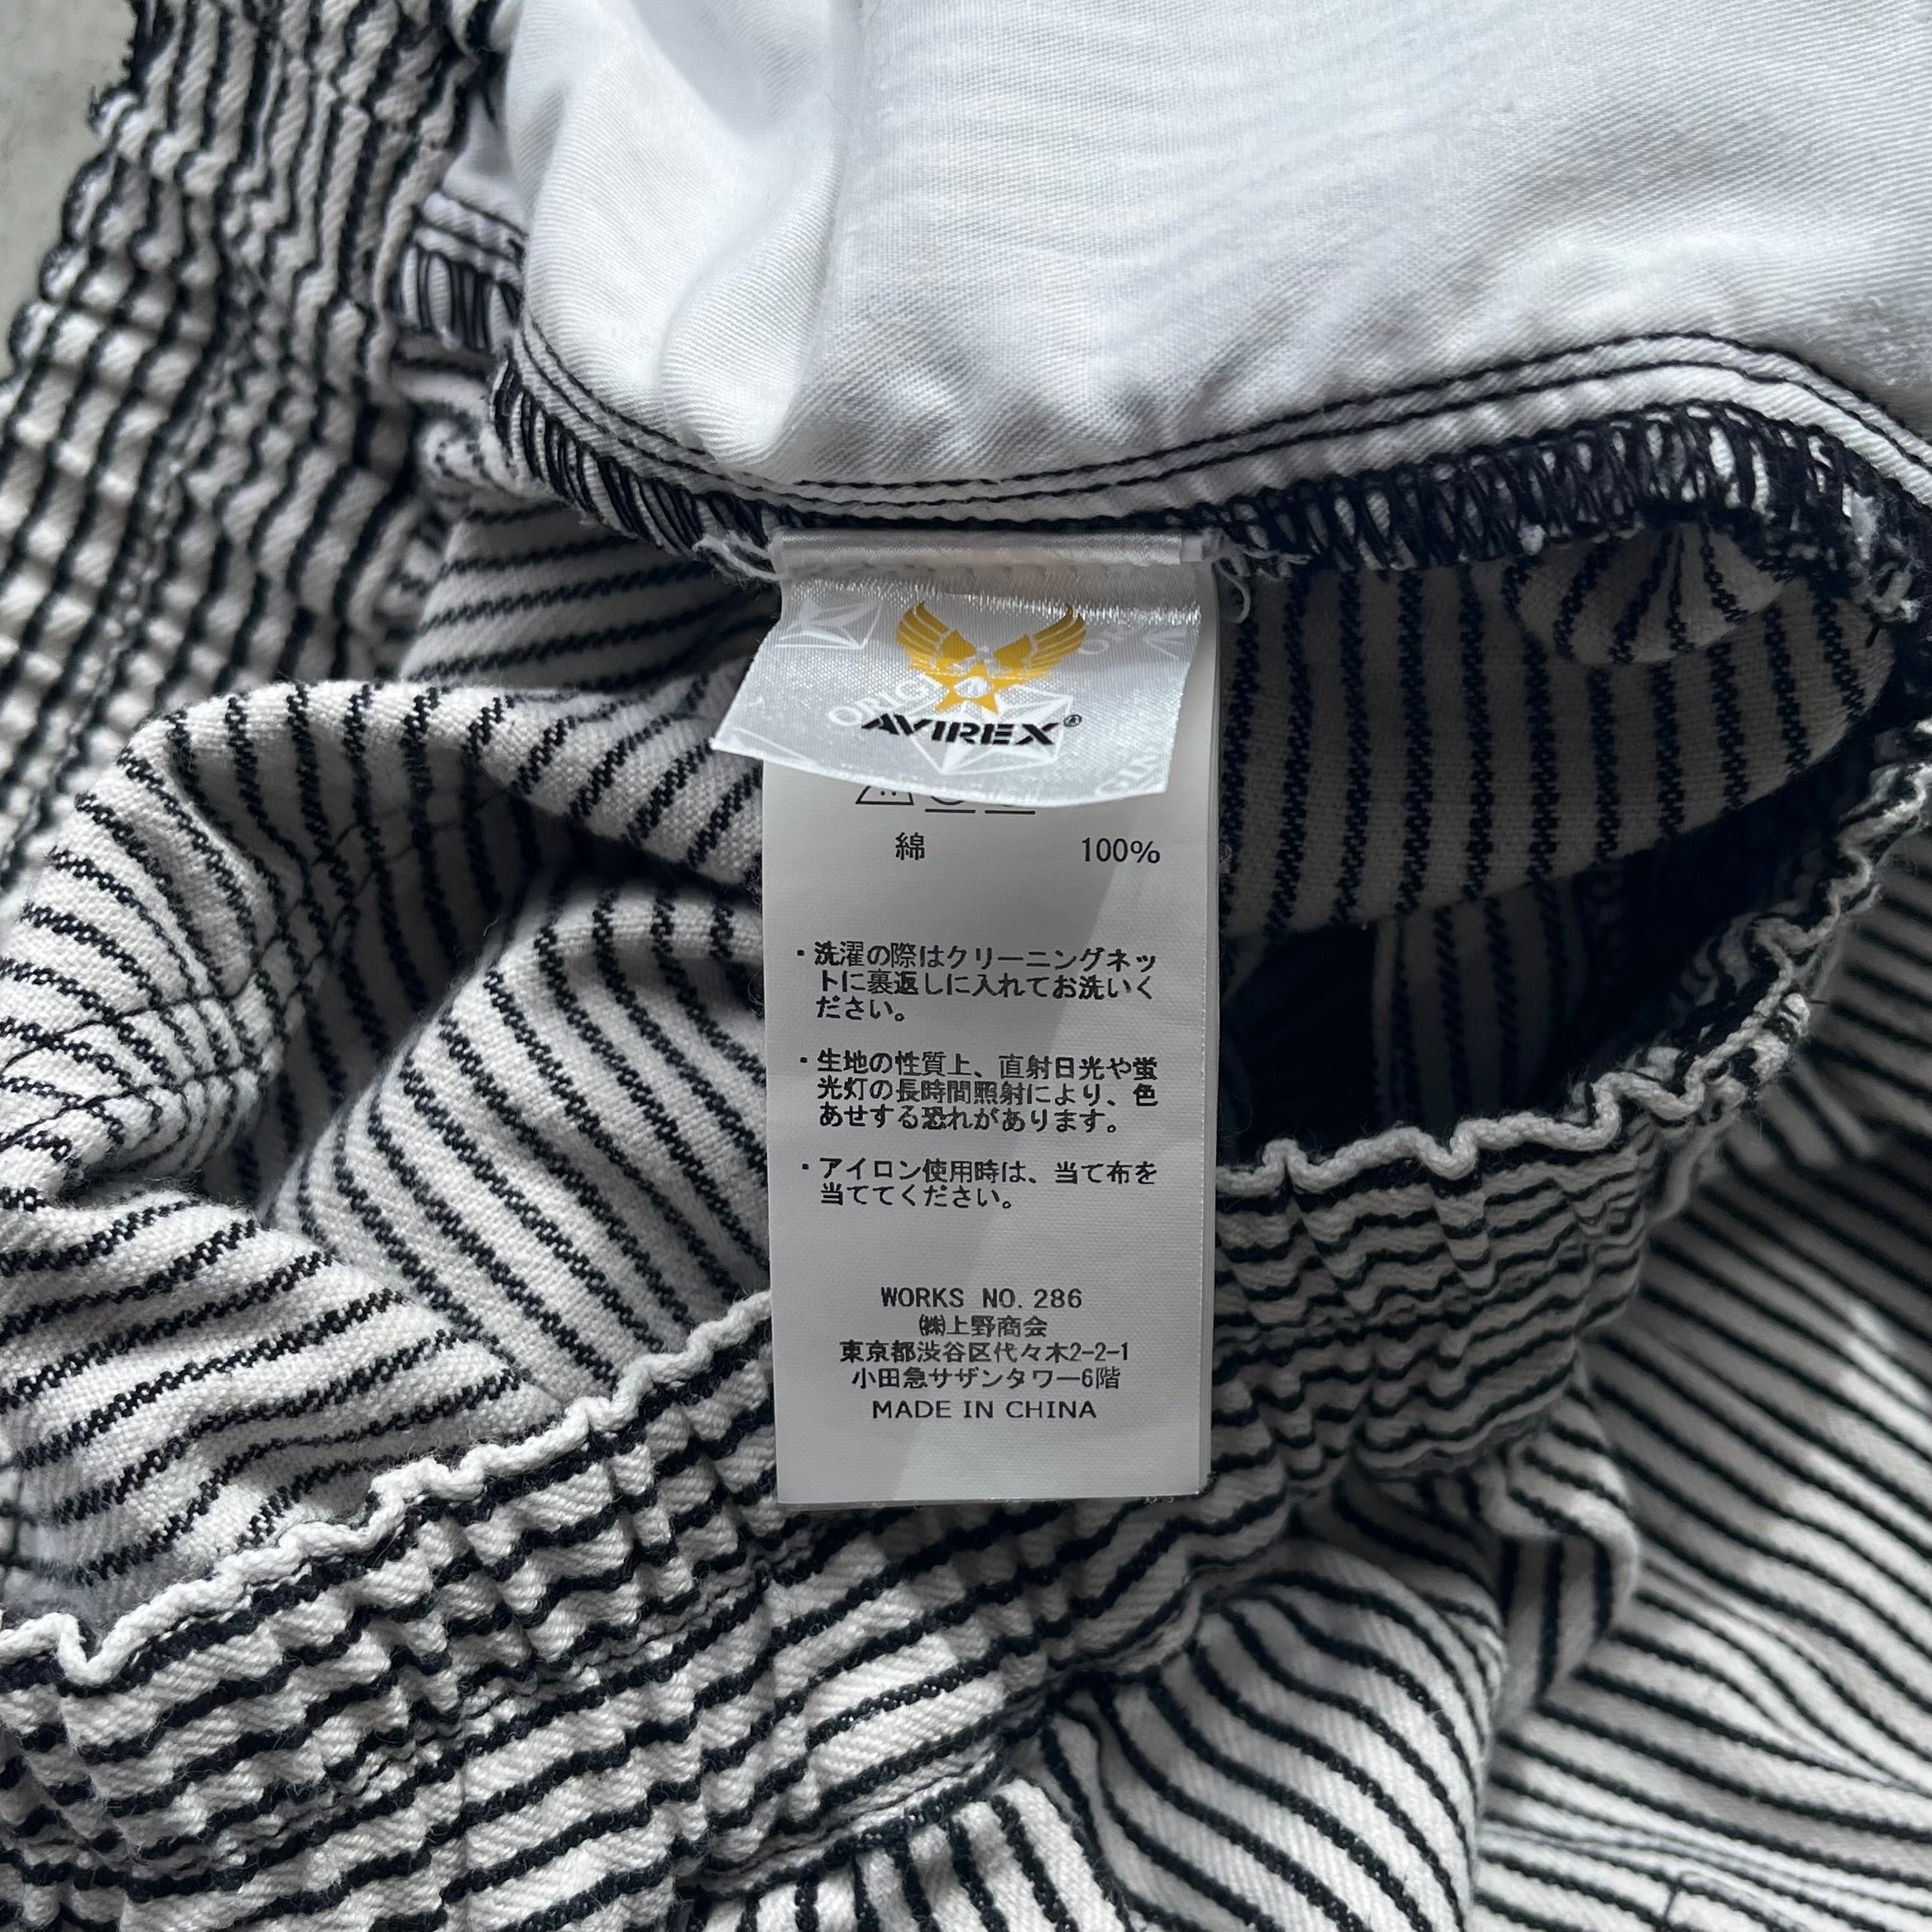 AVIREX®
綿 100%
・洗濯の際はクリーニングネッ
トに裏返しに入れてお洗いく
ださい。
・生地の性質上、直射日光や蛍
光灯の長時間照射により、色
あせする恐れがあります。
・アイロン使用時は、当て布を
当ててください。
WORKS NO. 286
㈱上野商会
東京都渋谷区代々木2-2-1
小田急サザンタワー6階
MADE IN CHINA